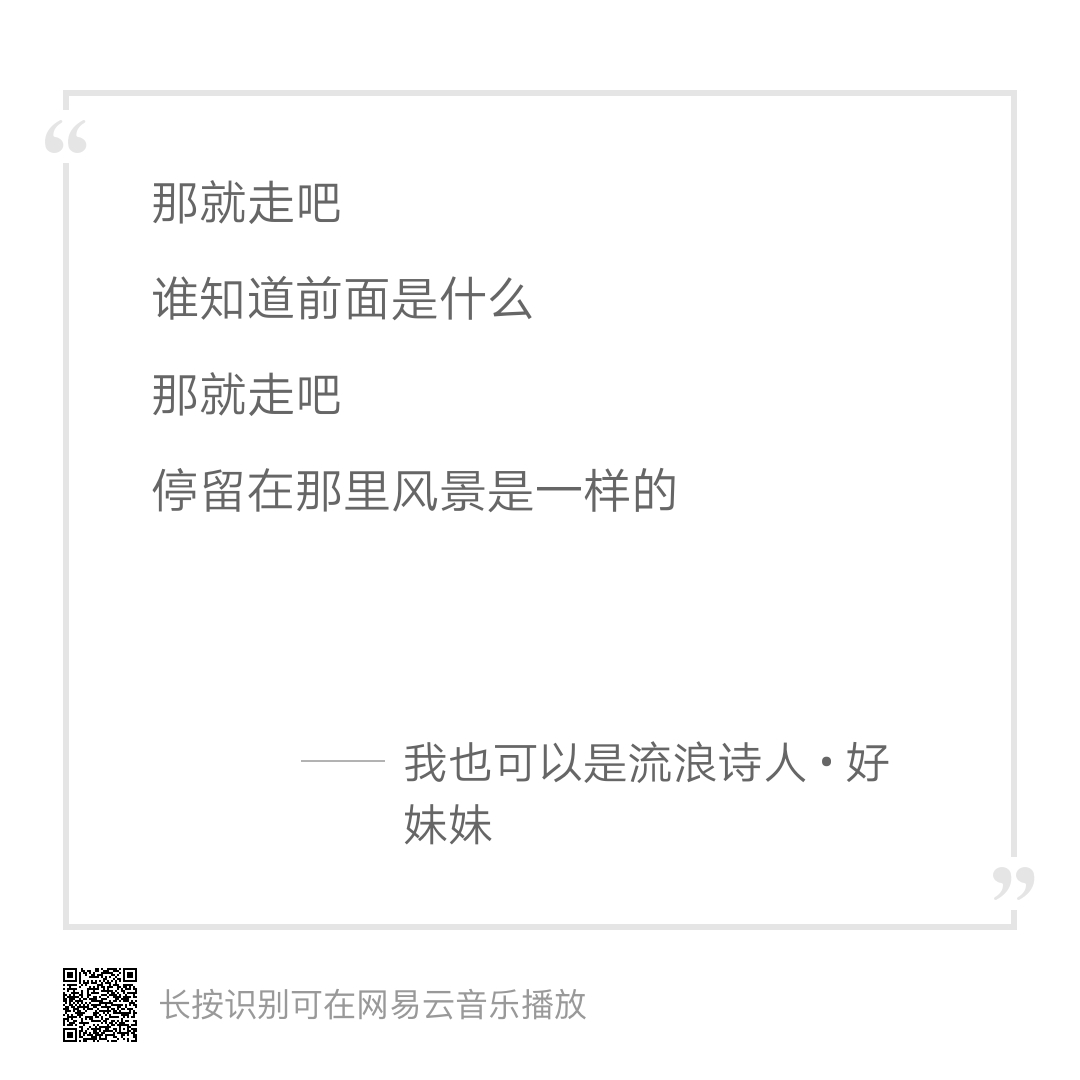 “
那就走吧
谁知道前面是什么
那就走吧
停留在那里风景是一样的
—— 我也可以是流浪诗人 • 好
妹妹
”
长按识别可在网易云音乐播放